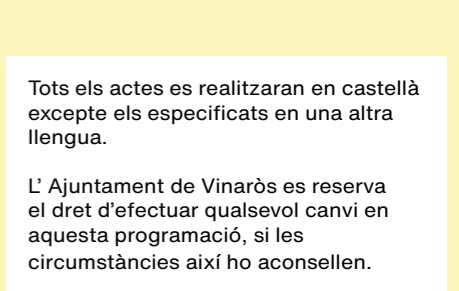 Tots els actes es realitzaran en castellà
excepte els especificats en una altra
llengua.
L' Ajuntament de Vinaròs es reserva
el dret d'efectuar qualsevol canvi en
aquesta programació, si les
circumstàncies així ho aconsellen.